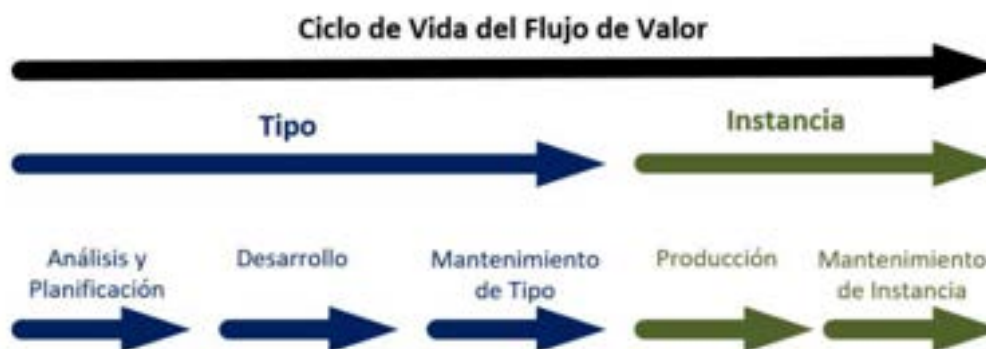 Ciclo de Vida del Flujo de Valor
Tipo
Instancia
Análisis y
Planificación
Desarrollo
Mantenimiento
de Tipo
Producción
Mantenimiento
de Instancia